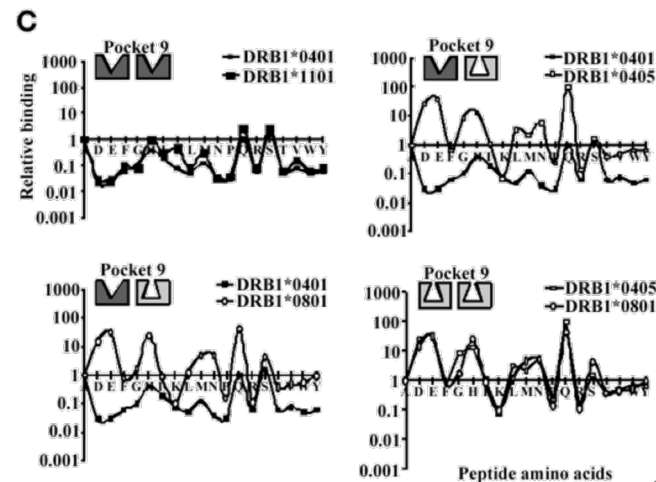 C
Pocket 9
DRB1*0401
DRB1*1101
Relative binding
1000
100
10
1
0.1
0.01
0.001
D E F G L M N P Q R S T V W Y
Pocket 9
DRB1*0401
DRB1*0405
1000
100
10
1
0.1
0.01
0.001
A D E F G H L M N Q R S W Y
Pocket 9
DRB1*0401
DRB1*0801
1000
100
10
1
0.1
0.01
0.001
D E F G K L M N P S W Y
Pocket 9
DRB1*0405
DRB1*0801
1000
100
10
1
0.1
0.01
0.001
A D E F G H K L M N Q R S W Y
Peptide amino acids